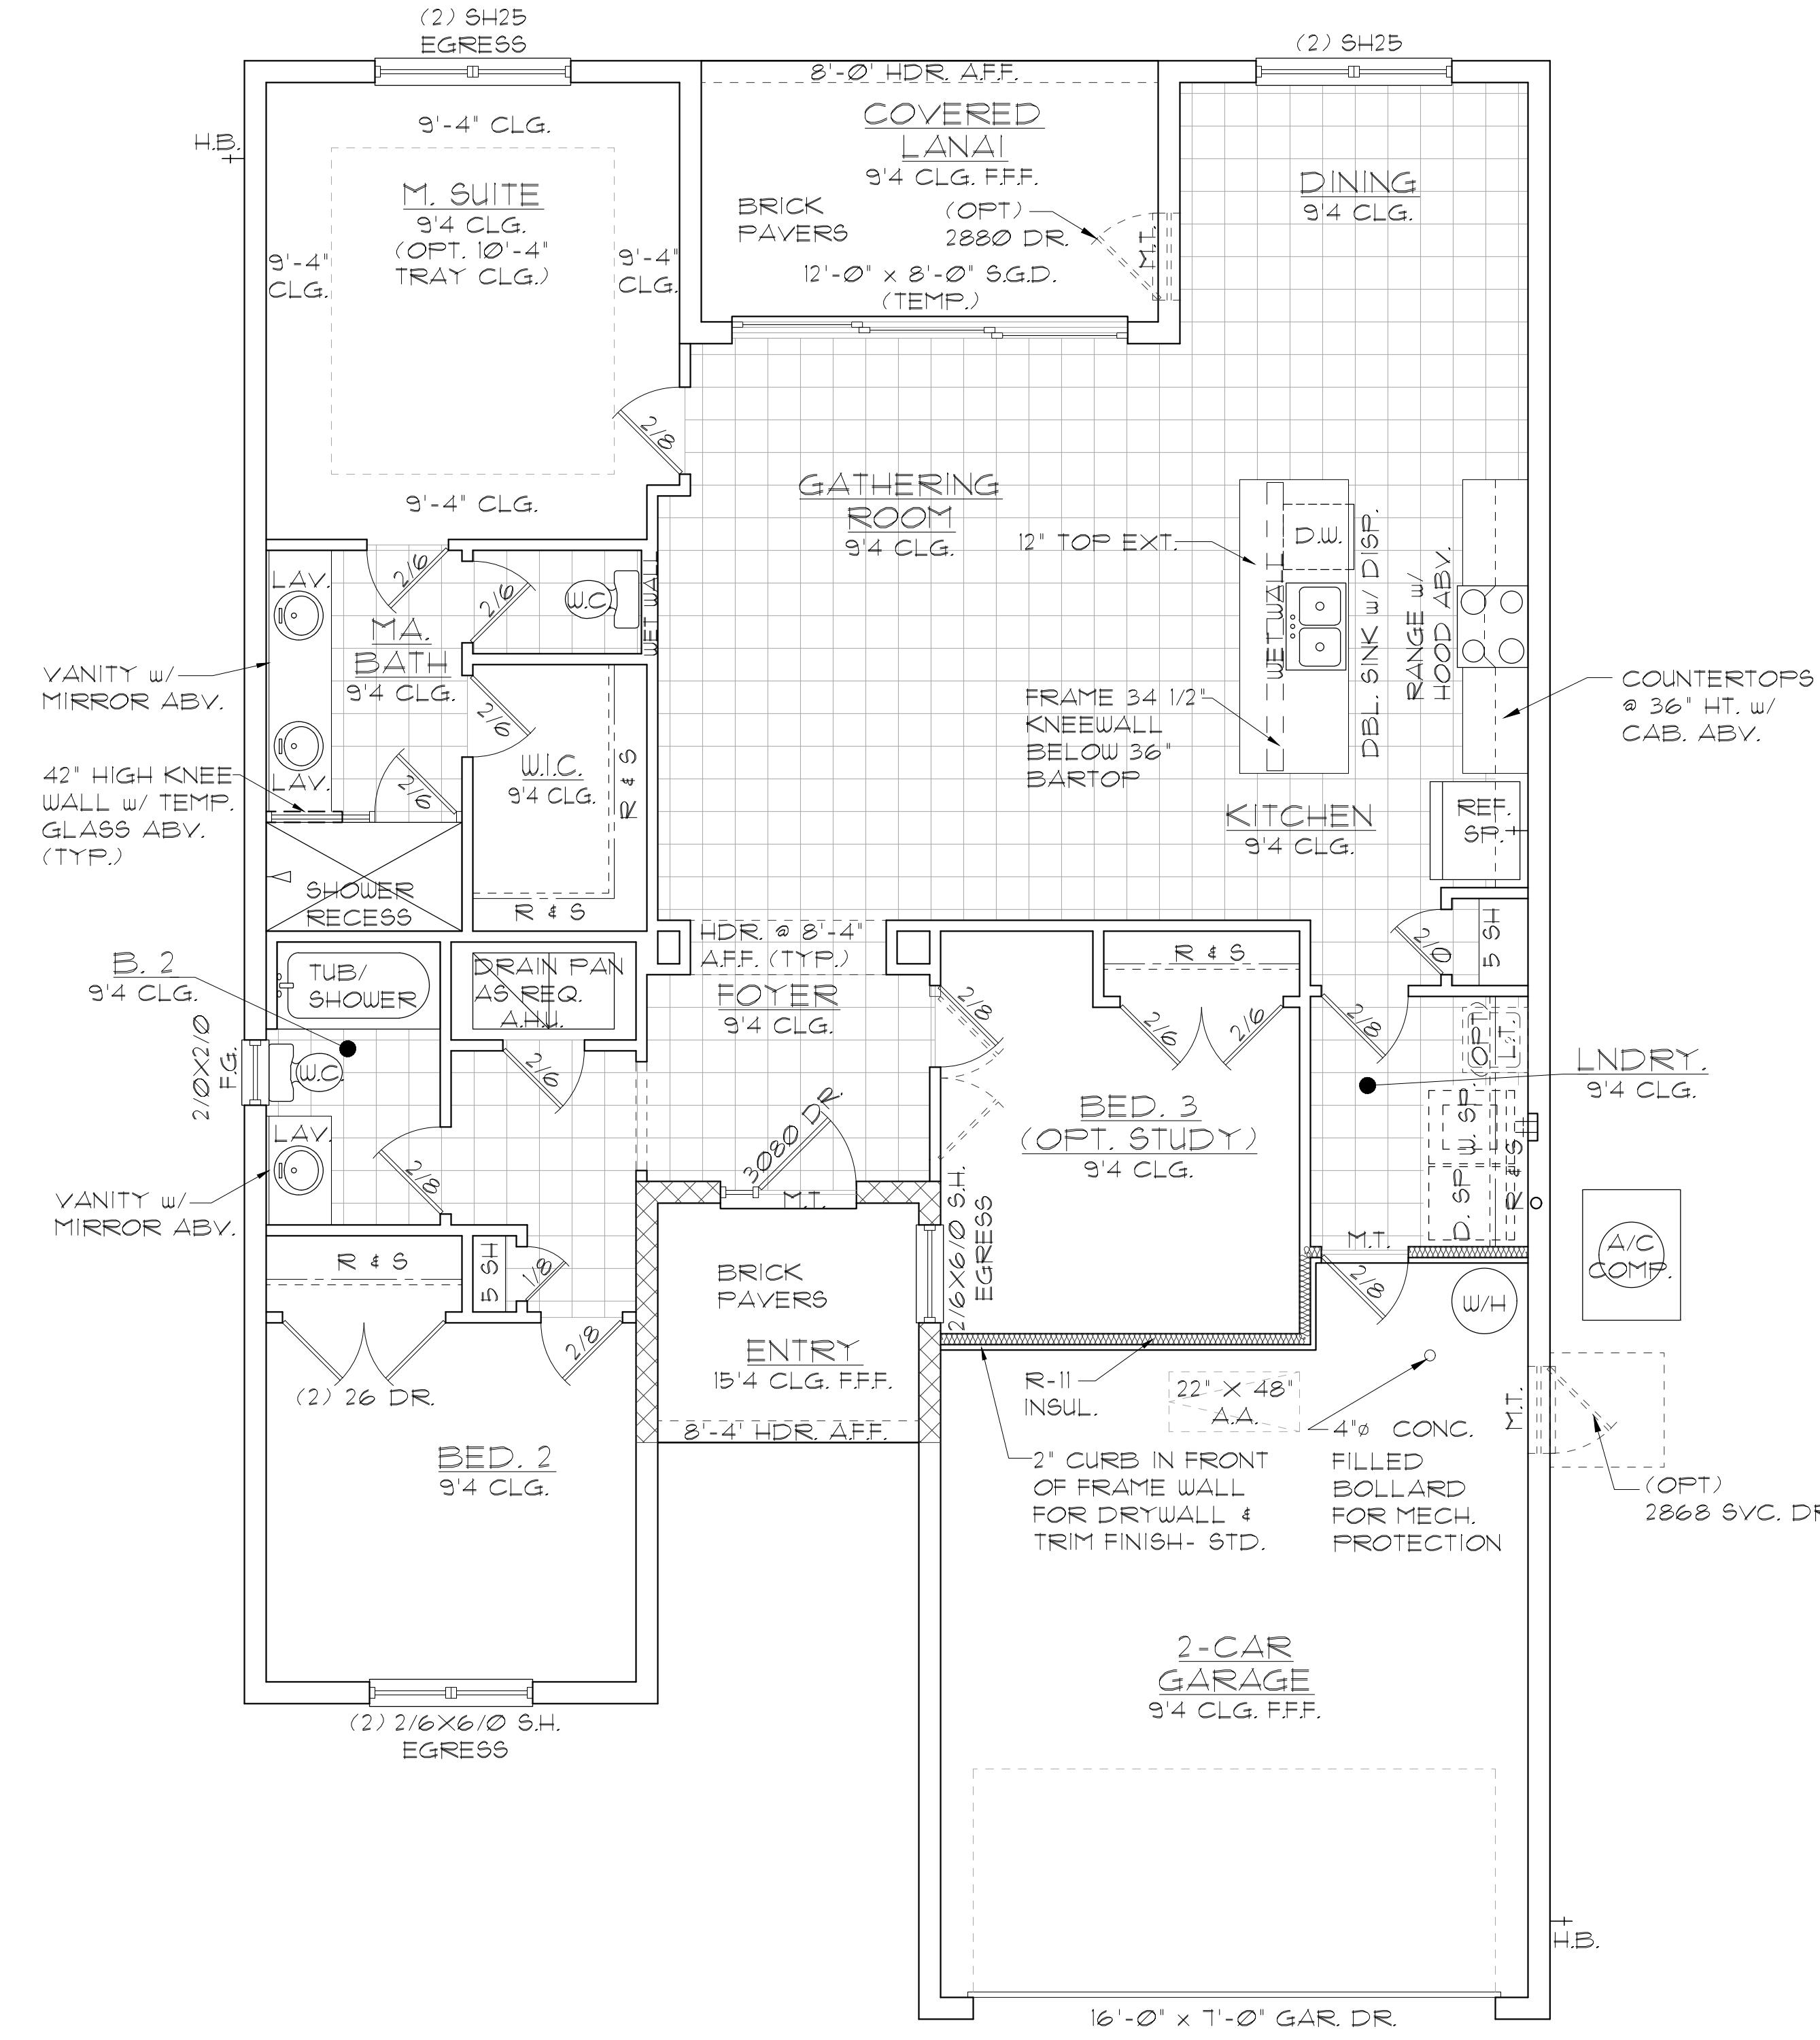 (2) SH25
EGRESS
(2) SH25
8'-0' HDR. A.F.F.
COVERED
LANAI
9'4 CLG. F.F.F.
9'-4" CLG.
H.B.
M. SUITE
9'4 CLG.
(OPT. 10'-4"
TRAY CLG.)
9'-4"
CLG.
9'-4"
CLG.
BRICK
PAVERS
(OPT)
2880 DR.
M.T.
12'-0" x 8'-0" S.G.D.
(TEMP.)
DINING
9'4 CLG.
2/8
9'-4" CLG.
GATHERING
ROOM
9'4 CLG.
12" TOP EXT.
D.W.
WETWALL
DBL. SINK w/ DISP.
RANGE w/
HOOD ABV.
LAV.
2/6
2/6
W.C.
WET WALL
MA.
BATH
9'4 CLG.
VANITY w/
MIRROR ABV.
2/6
COUNTERTOPS
@ 36" HT. w/
CAB. ABV.
FRAME 34 1/2"
KNEEWALL
BELOW 36"
BARTOP
LAV.
2/6
W.I.C.
9'4 CLG.
R & S
42" HIGH KNEE
WALL w/ TEMP.
GLASS ABV.
(TYP.)
KITCHEN
9'4 CLG.
REF.
SP.
SHOWER
RECESS
R & S
HDR. @ 8'-4"
A.F.F. (TYP.)
R & S
2/0
5 SH
B. 2
9'4 CLG.
TUB/
SHOWER
DRAIN PAN
AS REQ.
A.H.U.
FOYER
9'4 CLG.
2/8
2/6
2/6
2/8
(OPT)
L.T.
LNDRY.
9'4 CLG.
2/0X2/0
F.G.
W.C.
2/6
3080 DR.
BED. 3
(OPT. STUDY)
9'4 CLG.
W. SP.
D. SP
R & S
LAV.
2/8
VANITY w/
MIRROR ABV.
M.T.
2/6X6/0 S.H.
EGRESS
M.T.
A/C
COMP.
R & S
5 SH
1/8
BRICK
PAVERS
2/8
W/H
2/8
ENTRY
15'4 CLG. F.F.F.
(2) 26 DR.
R-11
INSUL.
22" X 48"
A.A.
M.T.
8'-4' HDR. A.F.F.
4"ø CONC.
FILLED
BOLLARD
FOR MECH.
PROTECTION
2" CURB IN FRONT
OF FRAME WALL
FOR DRYWALL &
TRIM FINISH- STD.
BED. 2
9'4 CLG.
(OPT)
2868 SVC. DR
2-CAR
GARAGE
9'4 CLG. F.F.F.
(2) 2/6X6/0 S.H.
EGRESS
H.B.
16'-0" x 7'-0" GAR. DR.